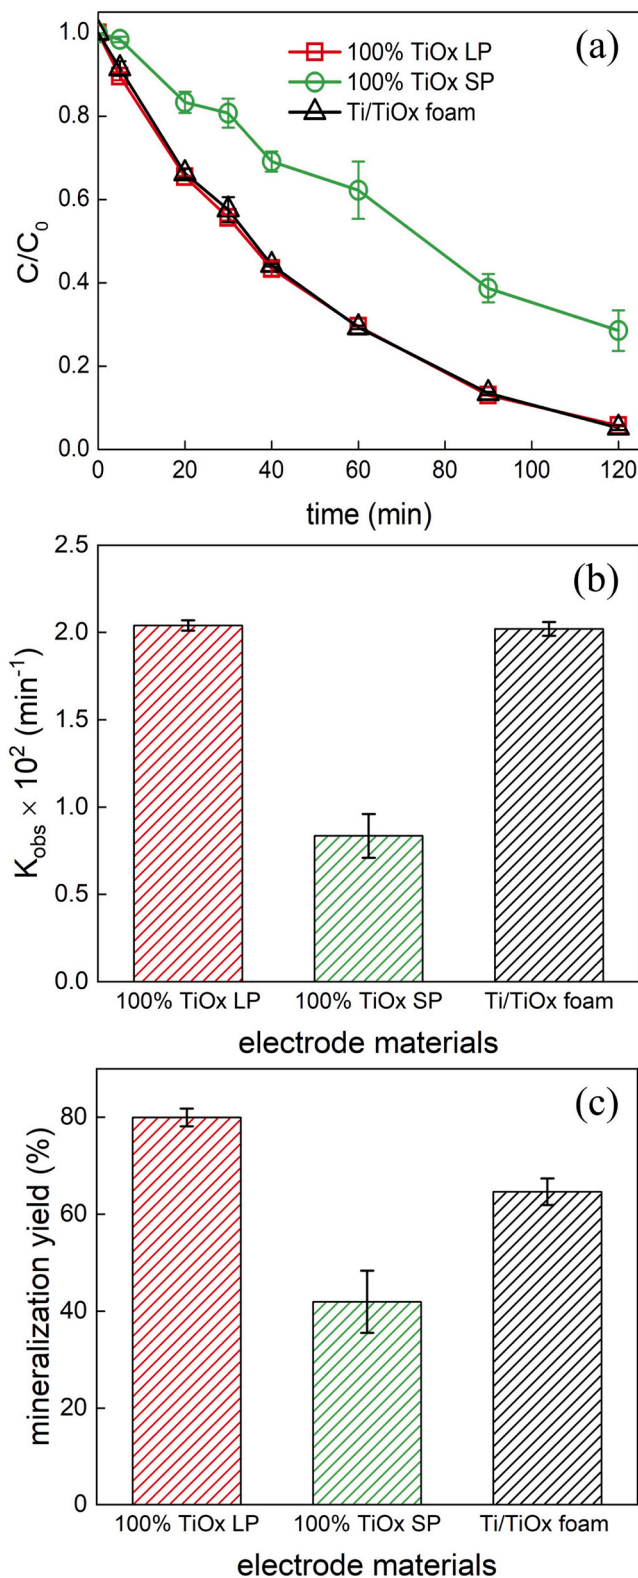 (a)
100% TiOx LP
100% TiOx SP
Ti/TiOx foam
1.0
0.8
0.6
0.4
0.2
0.0
C/C₀
0 20 40 60 80 100 120
time (min)
(b)
2.5
2.0
1.5
1.0
0.5
0.0
K_obs × 10² (min⁻¹)
100% TiOx LP 100% TiOx SP Ti/TiOx foam
electrode materials
(c)
80
60
40
20
0
mineralization yield (%)
100% TiOx LP 100% TiOx SP Ti/TiOx foam
electrode materials